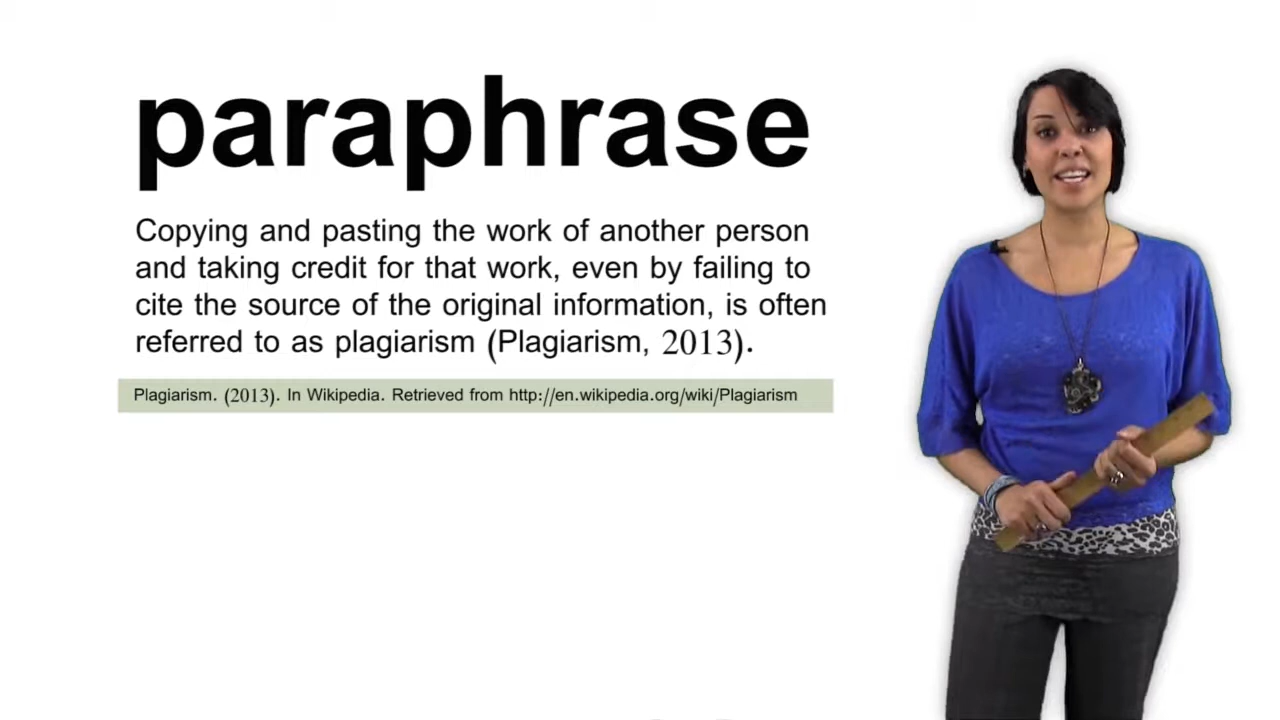 paraphrase
Copying and pasting the work of another person
and taking credit for that work, even by failing to
cite the source of the original information, is often
referred to as plagiarism (Plagiarism, 2013).
Plagiarism. (2013). In Wikipedia. Retrieved from http://en.wikipedia.org/wiki/Plagiarism